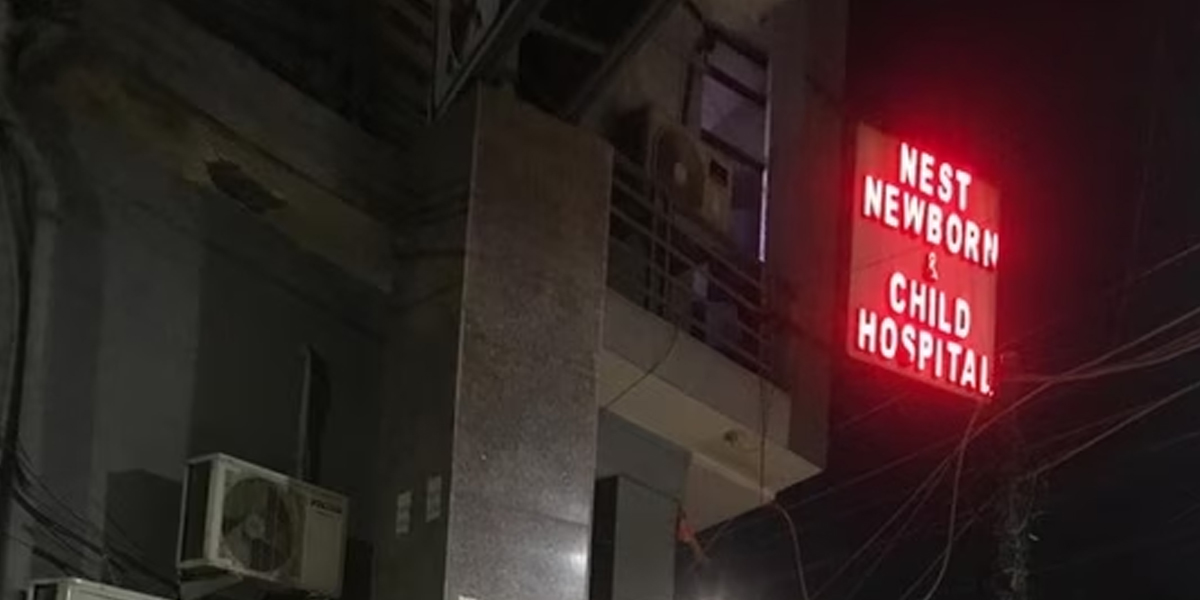 NEST
NEWBORN
&
CHILD
HOSPITAL